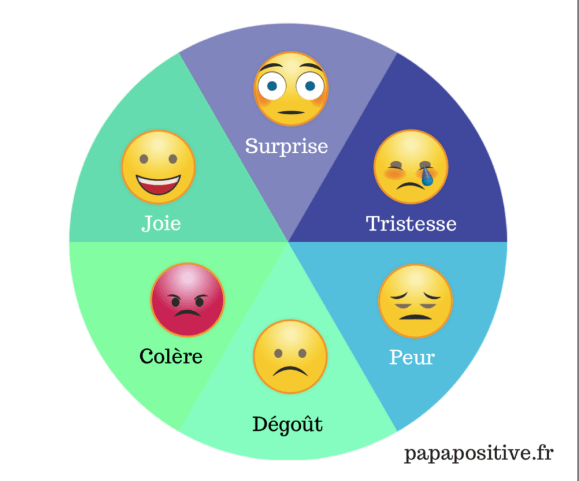 Surprise
Joie
Tristesse
Colère
Peur
Dégoût
papapositive.fr